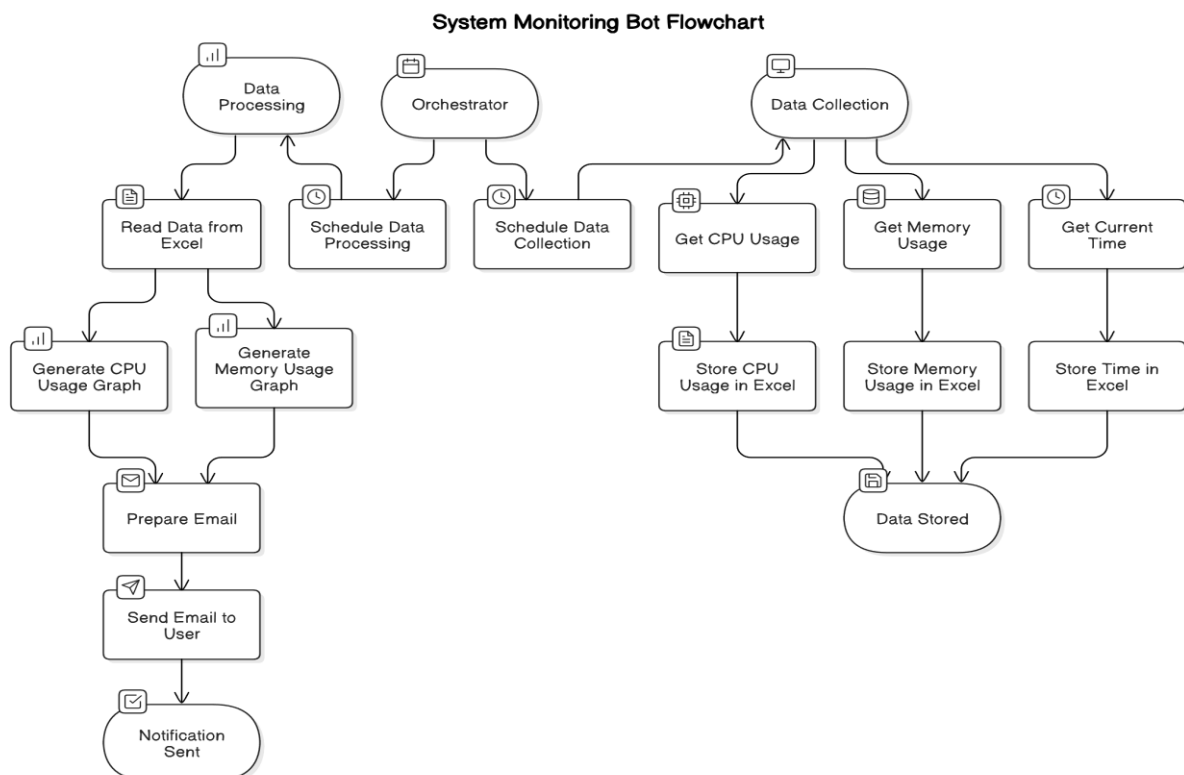 System Monitoring Bot Flowchart
Data
Processing
Orchestrator
Data Collection
Read Data from
Excel
Schedule Data
Processing
Schedule Data
Collection
Get CPU Usage
Get Memory
Usage
Get Current
Time
Generate CPU
Usage Graph
Generate
Memory Usage
Graph
Store CPU
Usage in Excel
Store Memory
Usage in Excel
Store Time in
Excel
Prepare Email
Data Stored
Send Email to
User
Notification
Sent